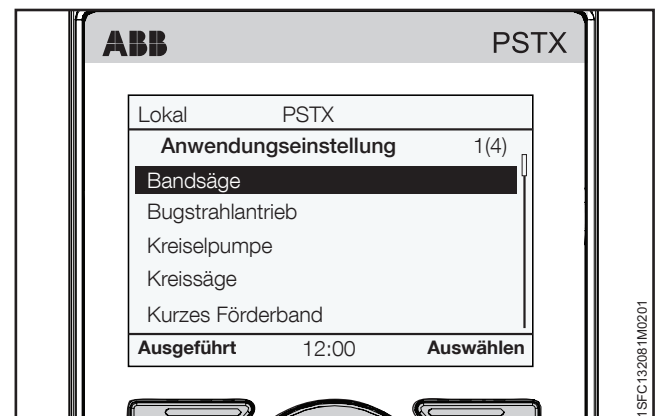 ABB PSTX
Lokal PSTX
Anwendungseinstellung 1(4)
Bandsäge
Bugstrahlantrieb
Kreiselpumpe
Kreissäge
Kurzes Förderband
Ausgeführt 12:00 Auswählen
1SFC132081M0201